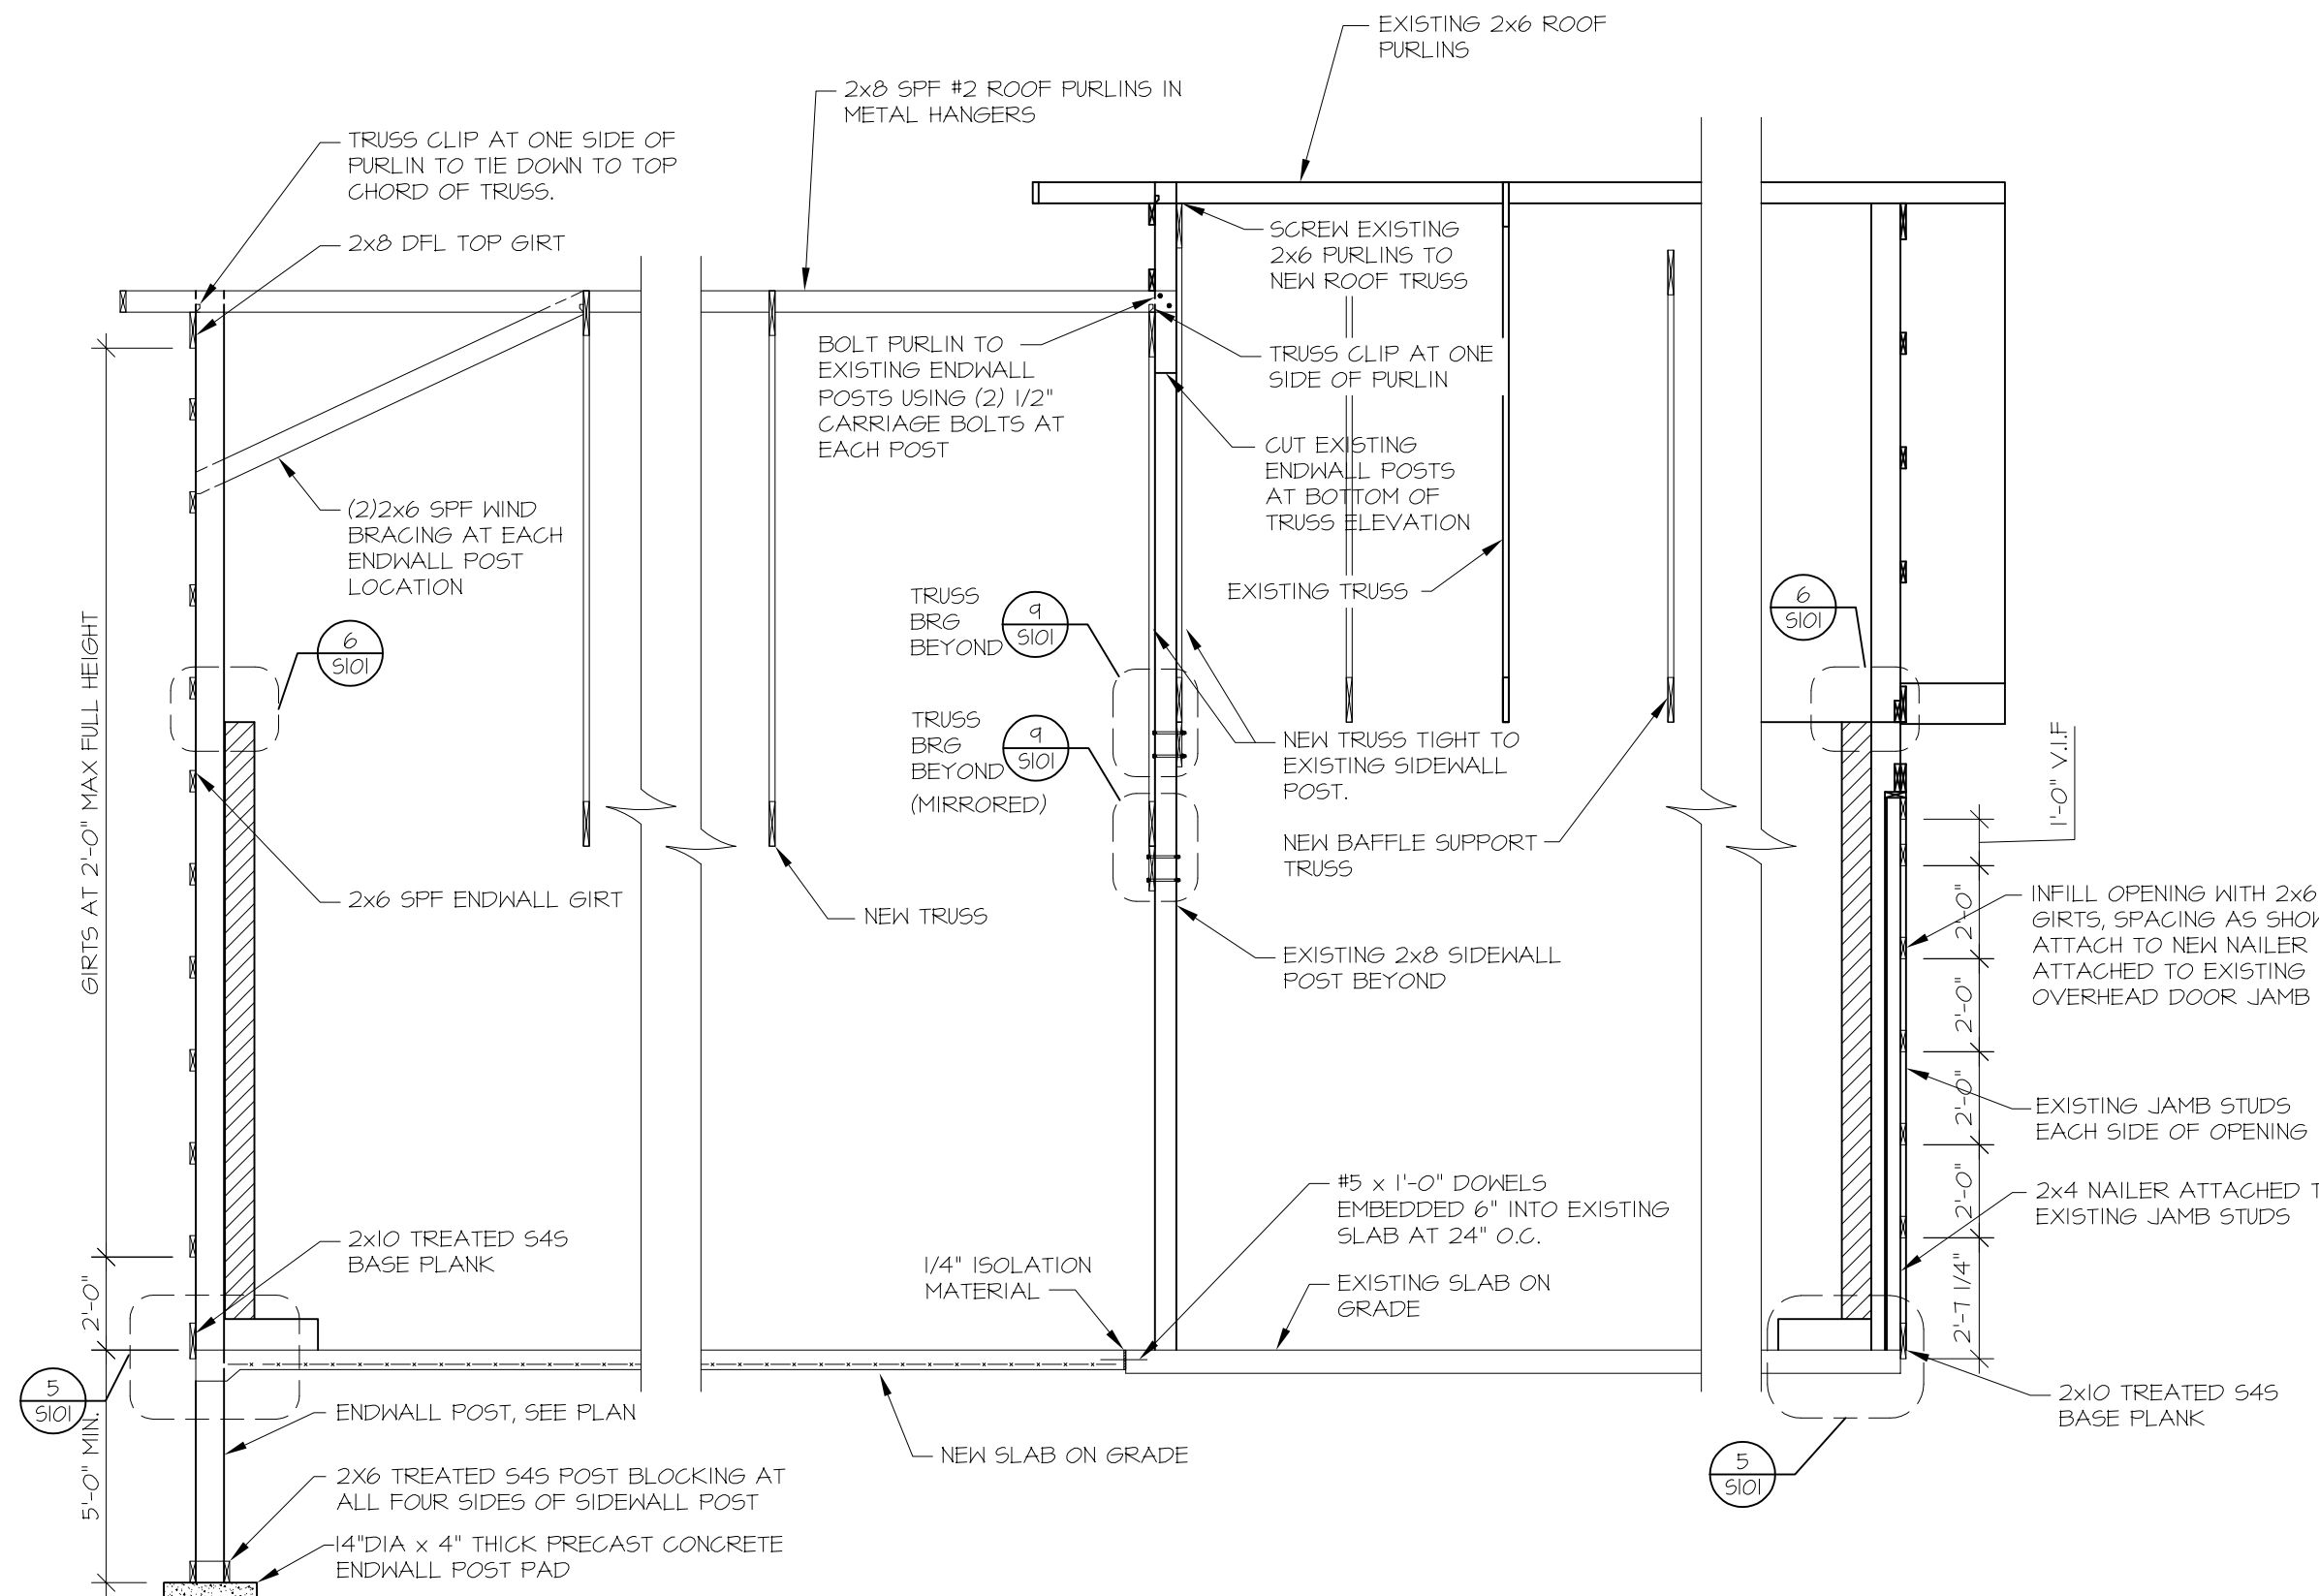 EXISTING 2x6 ROOF
PURLINS
2x8 SPF #2 ROOF PURLINS IN
METAL HANGERS
TRUSS CLIP AT ONE SIDE OF
PURLIN TO TIE DOWN TO TOP
CHORD OF TRUSS.
2x8 DFL TOP GIRT
SCREW EXISTING
2x6 PURLINS TO
NEW ROOF TRUSS
BOLT PURLIN TO
EXISTING ENDWALL
POSTS USING (2) 1/2"
CARRIAGE BOLTS AT
EACH POST
TRUSS CLIP AT ONE
SIDE OF PURLIN
CUT EXISTING
ENDWALL POSTS
AT BOTTOM OF
TRUSS ELEVATION
(2)2x6 SPF WIND
BRACING AT EACH
ENDWALL POST
LOCATION
EXISTING TRUSS
TRUSS
BRG
BEYOND
9
S101
6
S101
6
S101
GIRTS AT 2'-0" MAX FULL HEIGHT
TRUSS
BRG
BEYOND
(MIRRORED)
9
S101
NEW TRUSS TIGHT TO
EXISTING SIDEWALL
POST.
1'-0" V.I.F
NEW BAFFLE SUPPORT
TRUSS
2x6 SPF ENDWALL GIRT
NEW TRUSS
INFILL OPENING WITH 2x6
GIRTS, SPACING AS
ATTACH TO NEW NAILER
ATTACHED TO EXISTING
OVERHEAD DOOR JAMB
EXISTING 2x8 SIDEWALL
POST BEYOND
2'-0"
2'-0"
2'-0"
2'-0"
2'-7 1/4"
EXISTING JAMB STUDS
EACH SIDE OF OPENING
2x4 NAILER ATTACHED
EXISTING JAMB STUDS
#5 x 1'-0" DOWELS
EMBEDDED 6" INTO EXISTING
SLAB AT 24" O.C.
2x10 TREATED S4S
BASE PLANK
1/4" ISOLATION
MATERIAL
EXISTING SLAB ON
GRADE
2'-0"
5
S101
5'-0" MIN.
ENDWALL POST, SEE PLAN
NEW SLAB ON GRADE
2x10 TREATED S4S
BASE PLANK
5
S101
2X6 TREATED S4S POST BLOCKING AT
ALL FOUR SIDES OF SIDEWALL POST
14"DIA x 4" THICK PRECAST CONCRETE
ENDWALL POST PAD